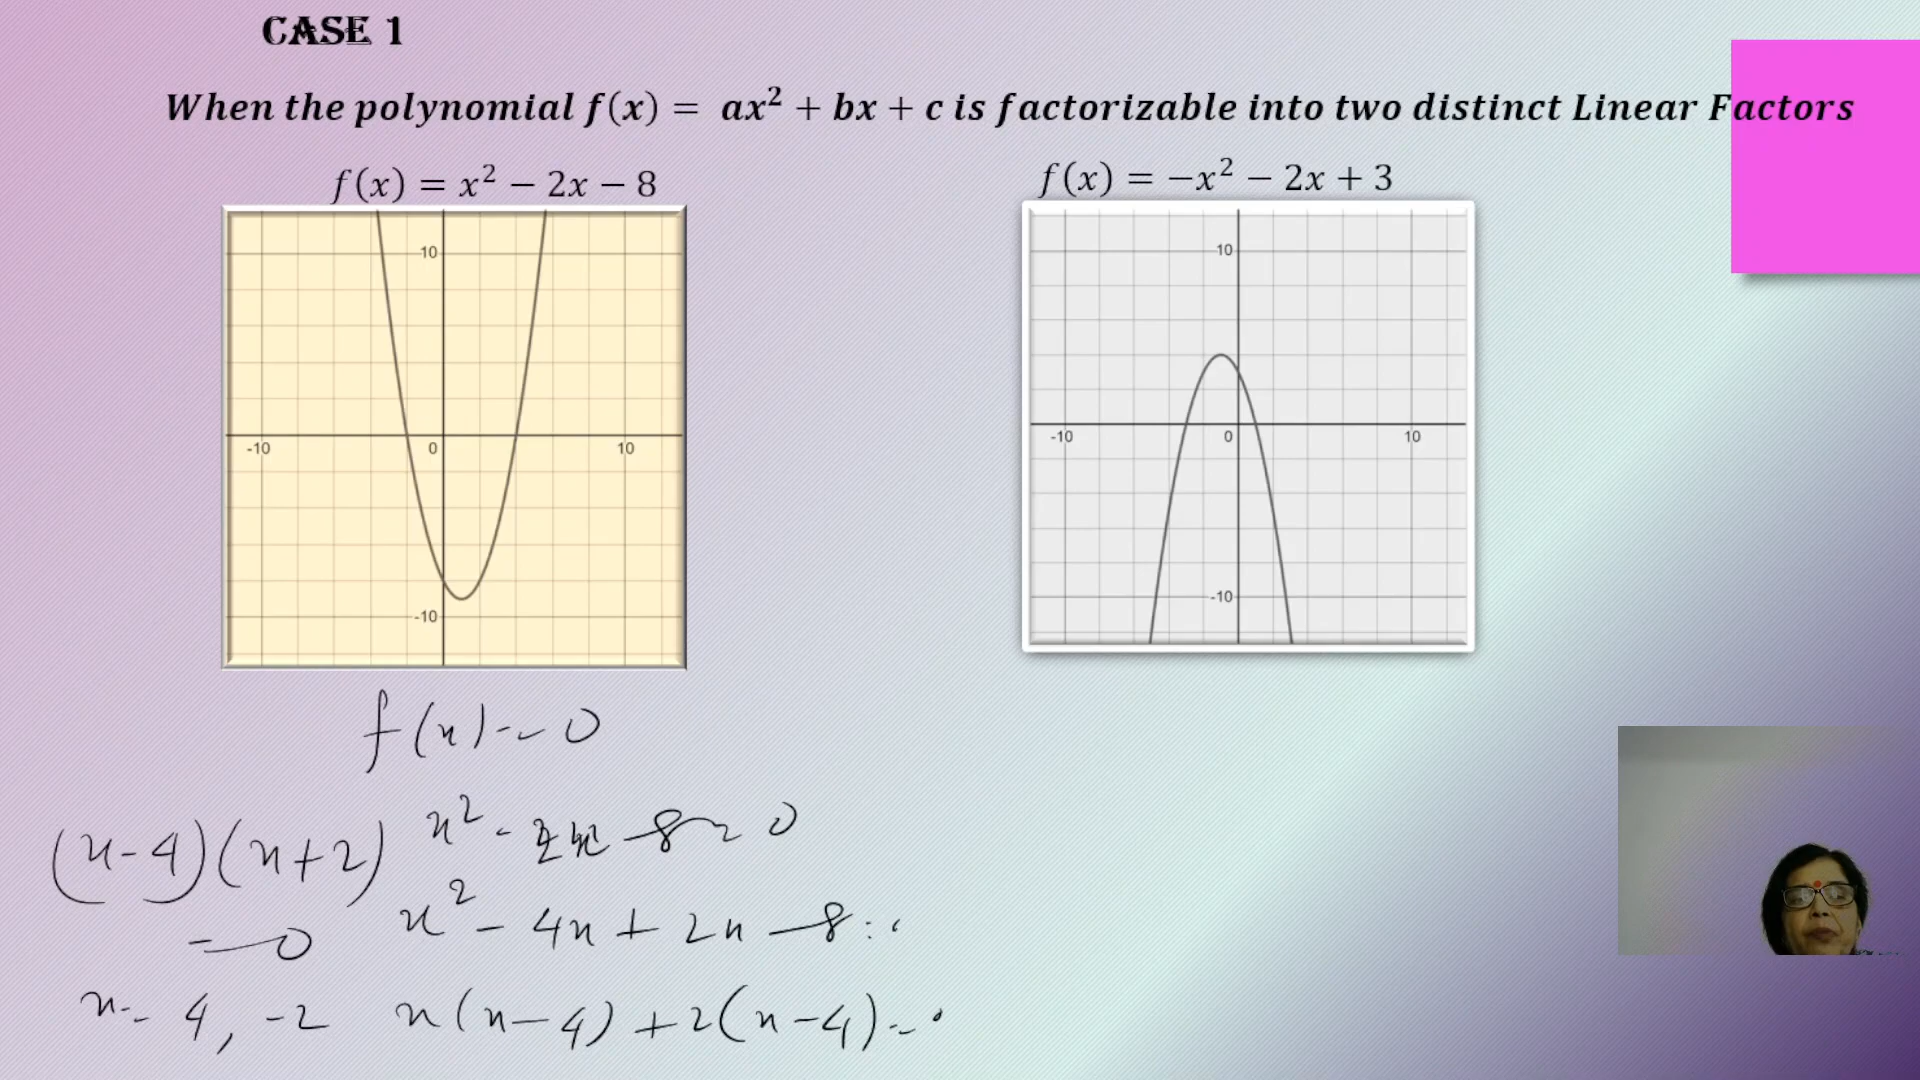 CASE 1
When the polynomial f(x) = ax² + bx + c is factorizable into two distinct Linear Factors
f(x) = x² − 2x − 8
f(x) = −x² − 2x + 3
10
-10 0 10
-10
10
-10 0 10
-10
f(x) = 0
x² - 2x - 8 = 0
(x-4)(x+2)
= 0
x² - 4x + 2x - 8 = 0
x = 4, -2
x(x-4) + 2(x-4) = 0